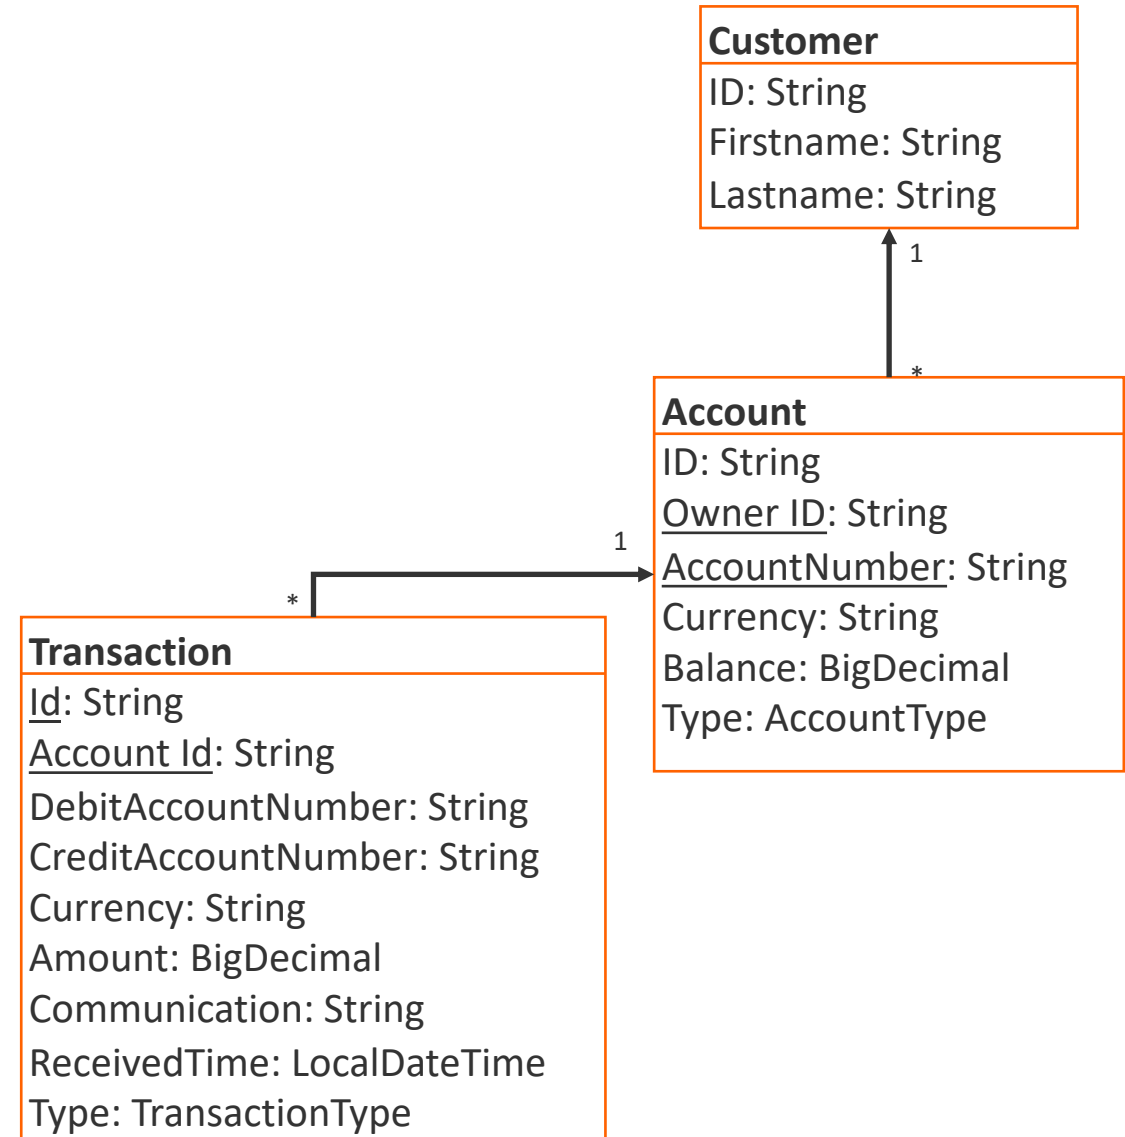 Customer
ID: String
Firstname: String
Lastname: String
1
*
Account
ID: String
Owner ID: String
AccountNumber: String
Currency: String
Balance: BigDecimal
Type: AccountType
1
*
Transaction
Id: String
Account Id: String
DebitAccountNumber: String
CreditAccountNumber: String
Currency: String
Amount: BigDecimal
Communication: String
ReceivedTime: LocalDateTime
Type: TransactionType